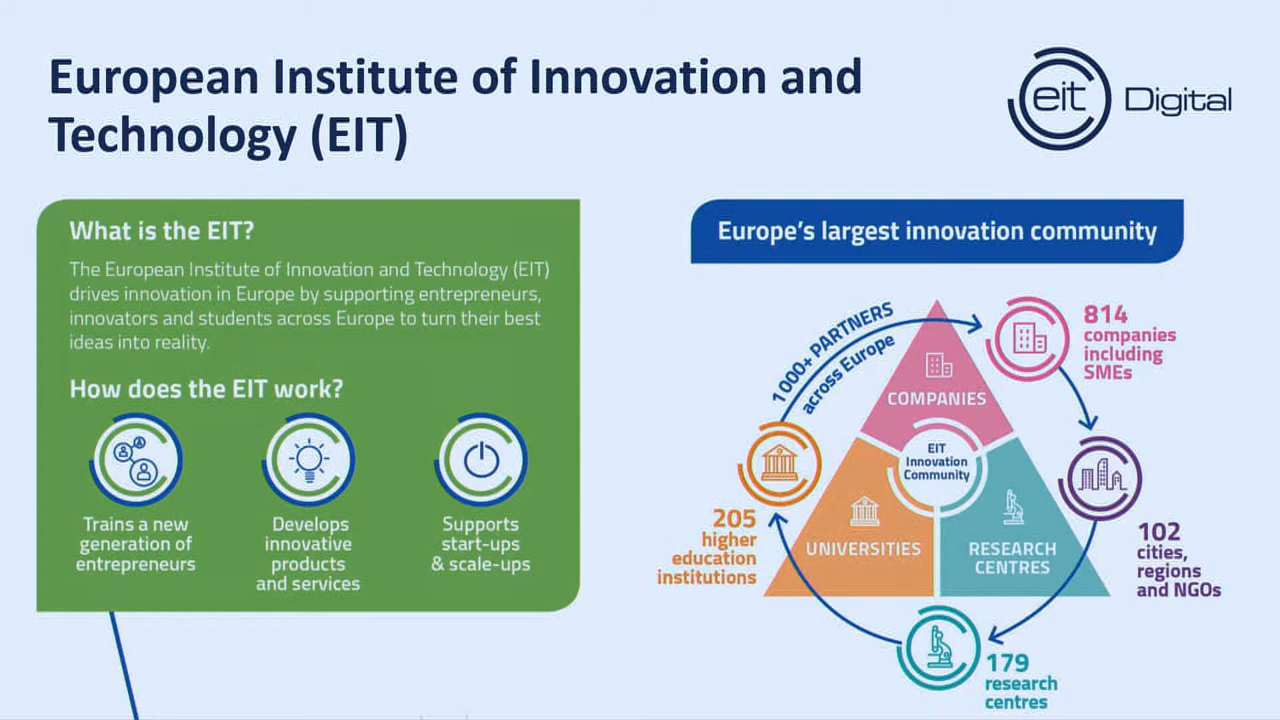 European Institute of Innovation and
Technology (EIT)
eit Digital
What is the EIT?
The European Institute of Innovation and Technology (EIT)
drives innovation in Europe by supporting entrepreneurs,
innovators and students across Europe to turn their best
ideas into reality.
How does the EIT work?
Trains a new
generation of
entrepreneurs
Develops
innovative
products
and services
Supports
start-ups
& scale-ups
Europe's largest innovation community
1000+ PARTNERS
across Europe
814
companies
including
SMEs
COMPANIES
EIT
Innovation
Community
UNIVERSITIES
RESEARCH
CENTRES
205
higher
education
institutions
102
cities,
regions
and NGOs
179
research
centres